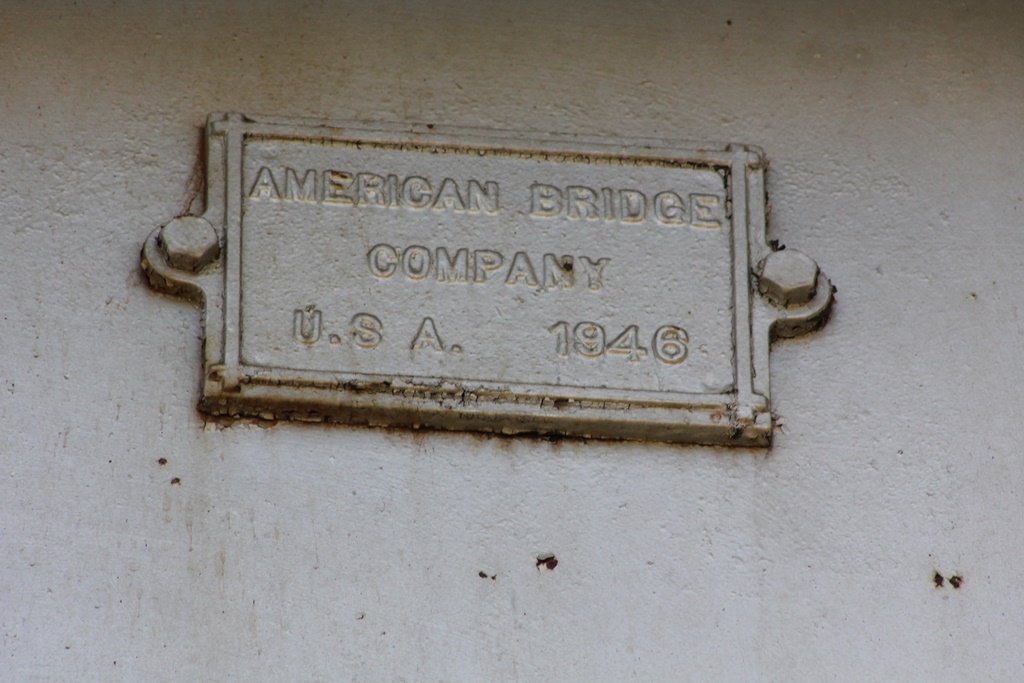 AMERICAN BRIDGE
COMPANY
U.S A. 1946